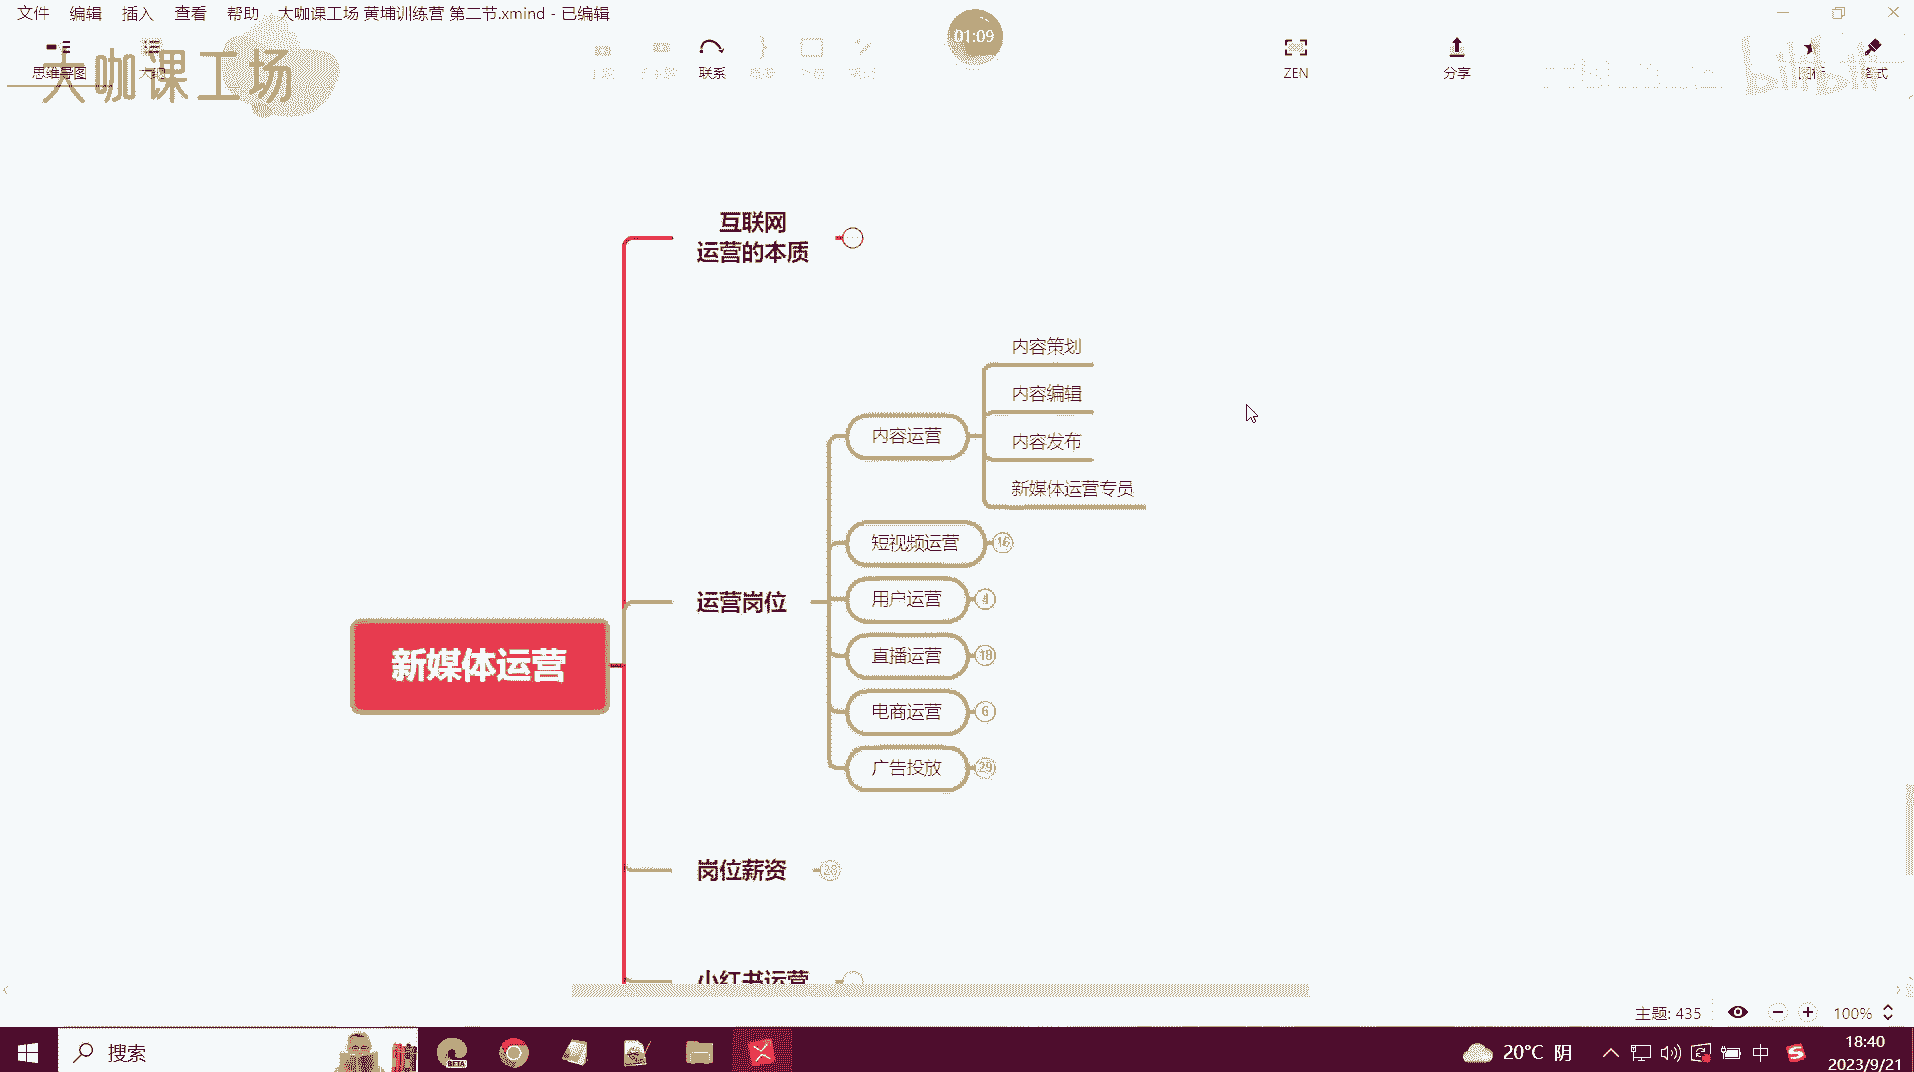 文件 编辑 插入 查看 帮助 大咖课工场 黄埔训练营 第二节.xmind - 已编辑
01:09
思维导图
大纲
联系
ZEN
分享
图标
格式
大咖课工场
bilibili
互联网
运营的本质
内容策划
内容编辑
内容运营
内容发布
新媒体运营专员
短视频运营 16
用户运营 4
运营岗位
直播运营 18
新媒体运营
电商运营 6
广告投放 29
岗位薪资 28
小红书运营
主题: 435
100%
搜索
BETA
20°C 阴
中
18:40
2023/9/21